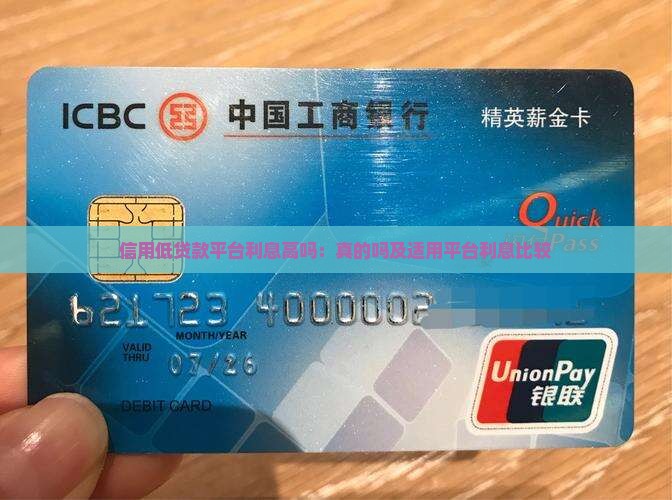 ICBC 中国工商银行 精英薪金卡
Quick
Pass
信用低贷款平台利息高吗：真的吗及适用平台利息比较
621723
MONTH/YEAR
VALID
THRU
07/26
DEBIT CARD
UnionPay
银联